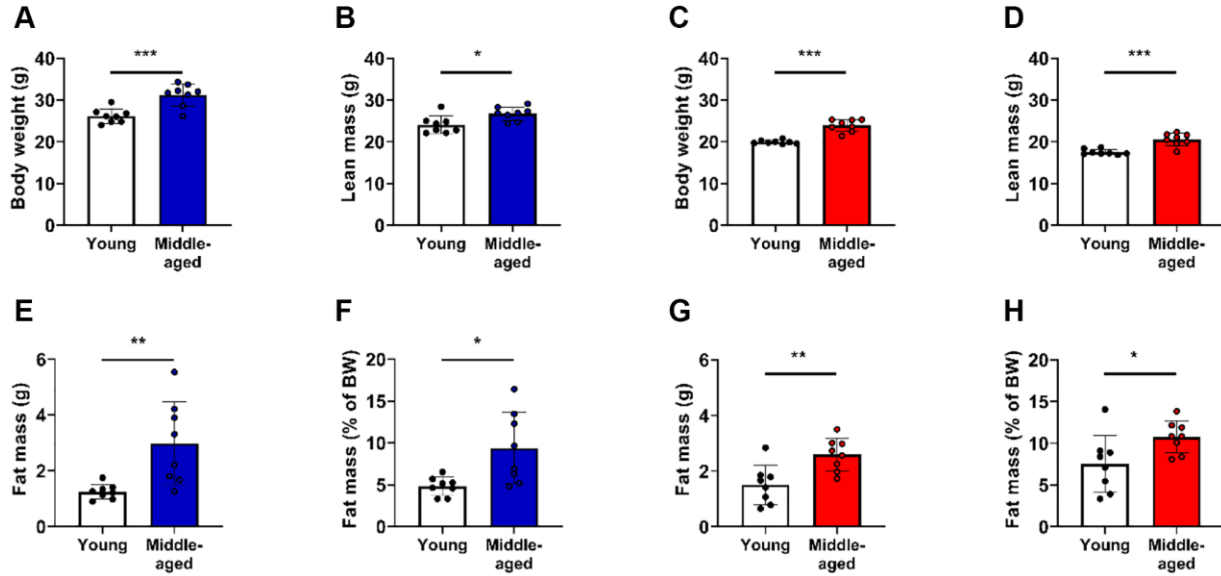 A
Body weight (g)
***
40
30
20
10
0
Young
Middle-
aged
B
Lean mass (g)
*
40
30
20
10
0
Young
Middle-
aged
C
Body weight (g)
***
40
30
20
10
0
Young
Middle-
aged
D
Lean mass (g)
***
40
30
20
10
0
Young
Middle-
aged
E
Fat mass (g)
**
6
4
2
0
Young
Middle-
aged
F
Fat mass (% of BW)
*
20
15
10
5
0
Young
Middle-
aged
G
Fat mass (g)
**
6
4
2
0
Young
Middle-
aged
H
Fat mass (% of BW)
*
20
15
10
5
0
Young
Middle-
aged